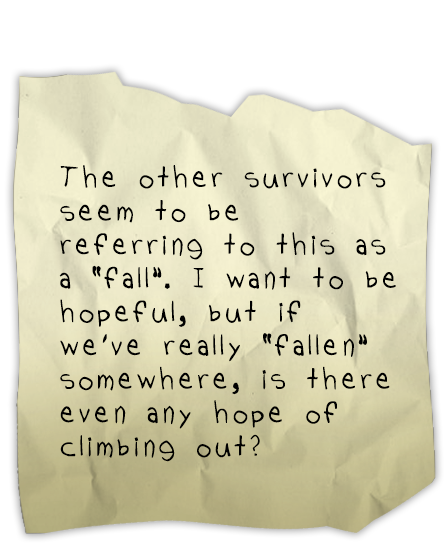 The other survivors
seem to be
referring to this as
a "fall". I want to be
hopeful, but if
we've really "fallen"
somewhere, is there
even any hope of
climbing out?